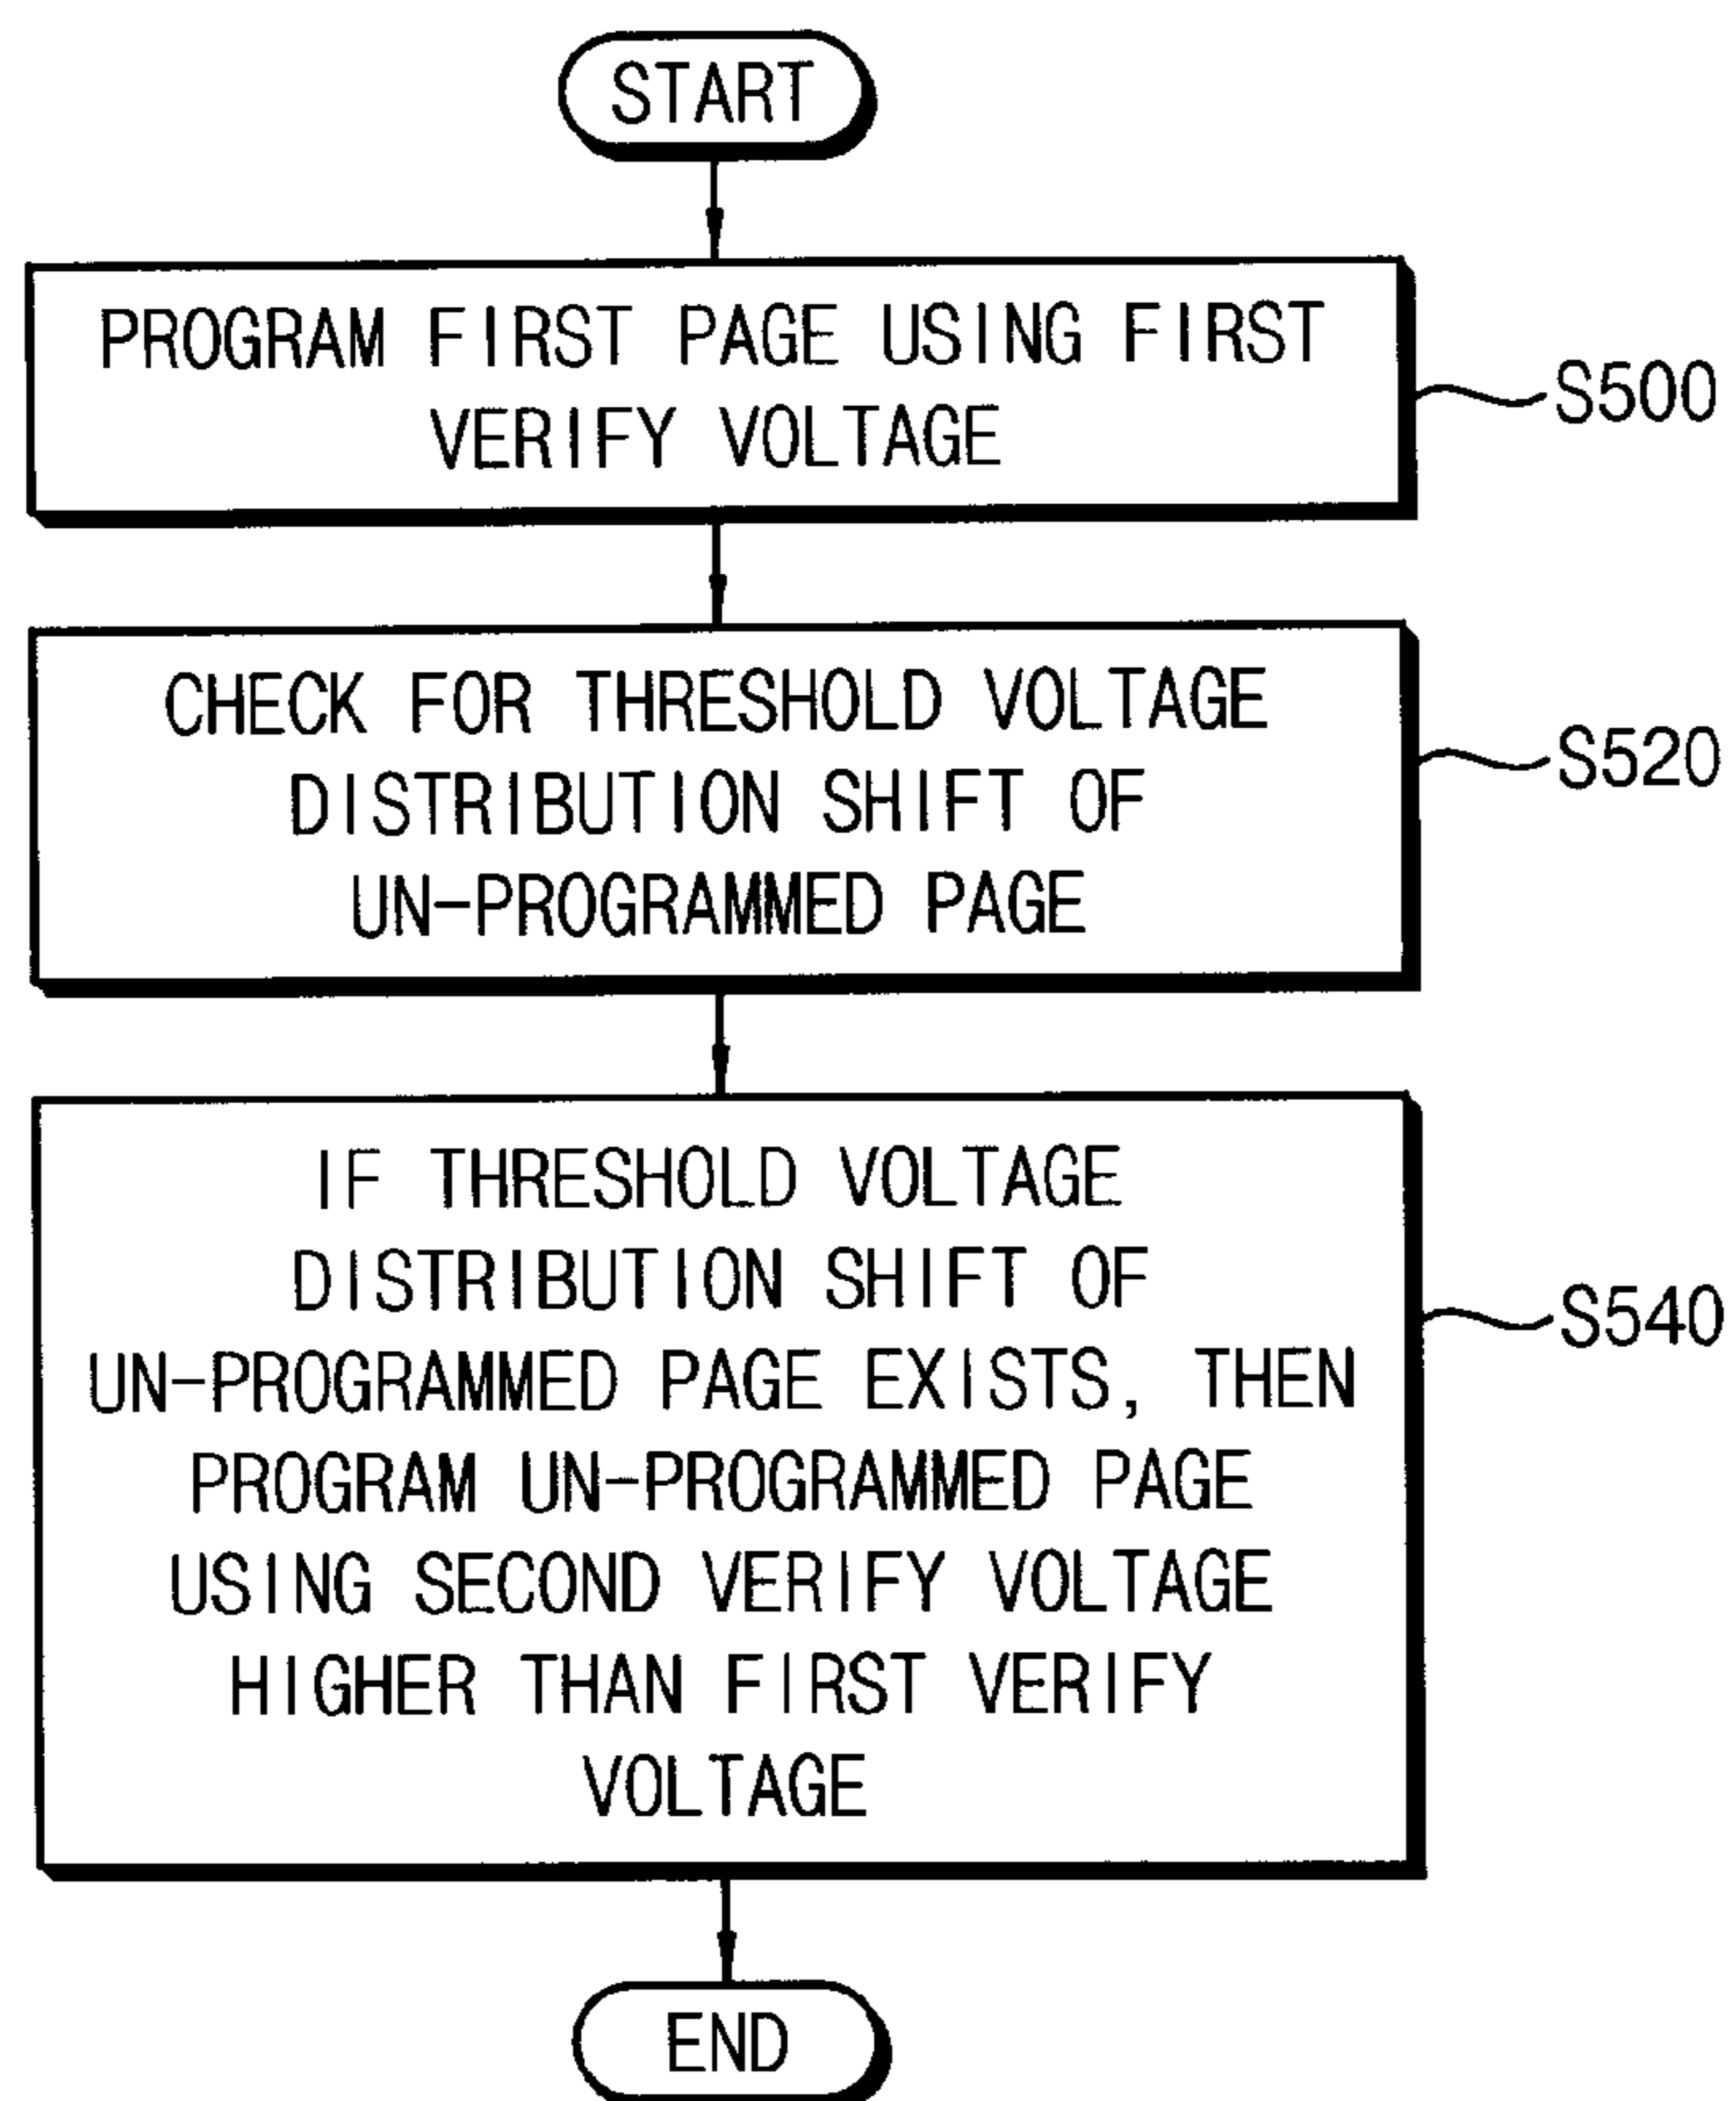 START
PROGRAM FIRST PAGE USING FIRST
VERIFY VOLTAGE
S500
CHECK FOR THRESHOLD VOLTAGE
DISTRIBUTION SHIFT OF
UN-PROGRAMMED PAGE
S520
IF THRESHOLD VOLTAGE
DISTRIBUTION SHIFT OF
UN-PROGRAMMED PAGE EXISTS, THEN
PROGRAM UN-PROGRAMMED PAGE
USING SECOND VERIFY VOLTAGE
HIGHER THAN FIRST VERIFY
VOLTAGE
S540
END